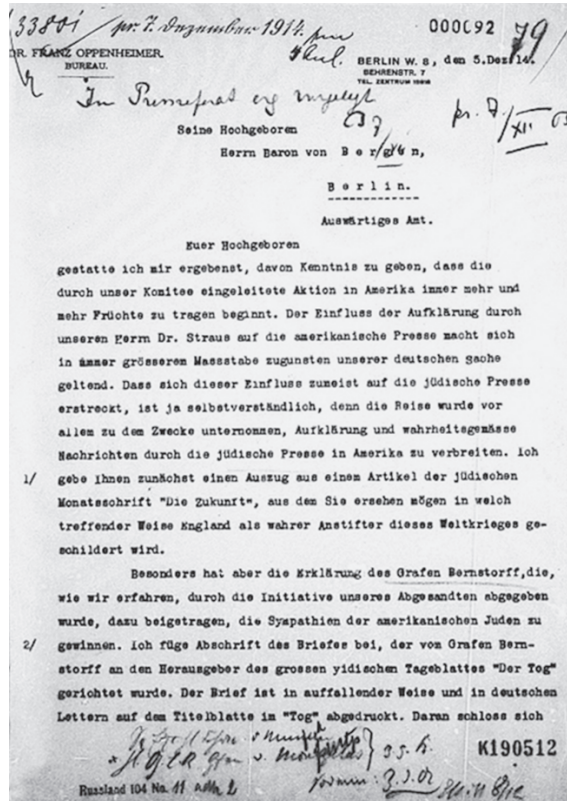 33801
pr. 7. Dezember 1914.
000092
79
DR. FRANZ OPPENHEIMER.
BUREAU.
BERLIN W. 8, den 5.Dez.14.
BEHRENSTR. 7
TEL. ZENTRUM
Im Pressereferat erg vorgelegt
Seine Hochgeboren
Herrn Baron von B e r g e n,
B e r l i n.
Auswärtiges Amt.
Euer Hochgeboren
gestatte ich mir ergebenst, davon Kenntnis zu geben, dass die
durch unser Komitee eingeleitete Aktion in Amerika immer mehr und
mehr Früchte zu tragen beginnt. Der Einfluss der Aufklärung durch
unseren Herrn Dr. Straus auf die amerikanische Presse macht sich
in immer grösserem Massstabe zugunsten unserer deutschen Sache
geltend. Dass sich dieser Einfluss zumeist auf die jüdische Presse
erstreckt, ist ja selbstverständlich, denn die Reise wurde vor
allem zu dem Zwecke unternommen, Aufklärung und wahrheitsgemässe
Nachrichten durch die jüdische Presse in Amerika zu verbreiten. Ich
1/ gebe Ihnen zunächst einen Auszug aus einem Artikel der jüdischen
Monatsschrift "Die Zukunft", aus dem Sie ersehen mögen in welch
treffender Weise England als wahrer Anstifter dieses Weltkrieges ge-
schildert wird.
Besonders hat aber die Erklärung des Grafen Bernstorff,die,
wie wir erfahren, durch die Initiative unseres Abgesandten abgegeben
wurde, dazu beigetragen, die Sympathien der amerikanischen Juden zu
2/ gewinnen. Ich füge Abschrift des Briefes bei, der vom Grafen Bern-
storff an den Herausgeber des grossen yidischen Tageblattes "Der Tog"
gerichtet wurde. Der Brief ist in auffallender Weise und in deutschen
Lettern auf dem Titelblatte im "Tog" abgedruckt. Daran schloss sich
K190512
Russland 104 No. 11